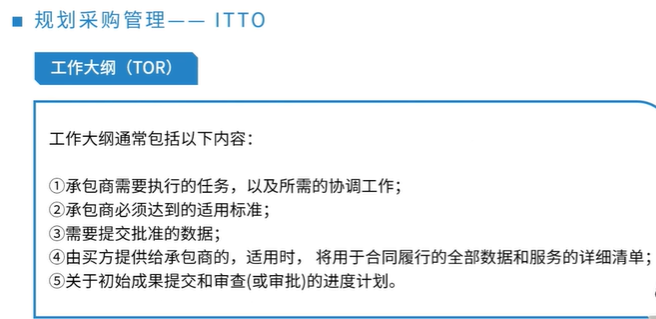 规划采购管理—— ITTO
工作大纲（TOR）
工作大纲通常包括以下内容：
①承包商需要执行的任务，以及所需的协调工作；
②承包商必须达到的适用标准；
③需要提交批准的数据；
④由买方提供给承包商的，适用时， 将用于合同履行的全部数据和服务的详细清单；
⑤关于初始成果提交和审查(或审批)的进度计划。